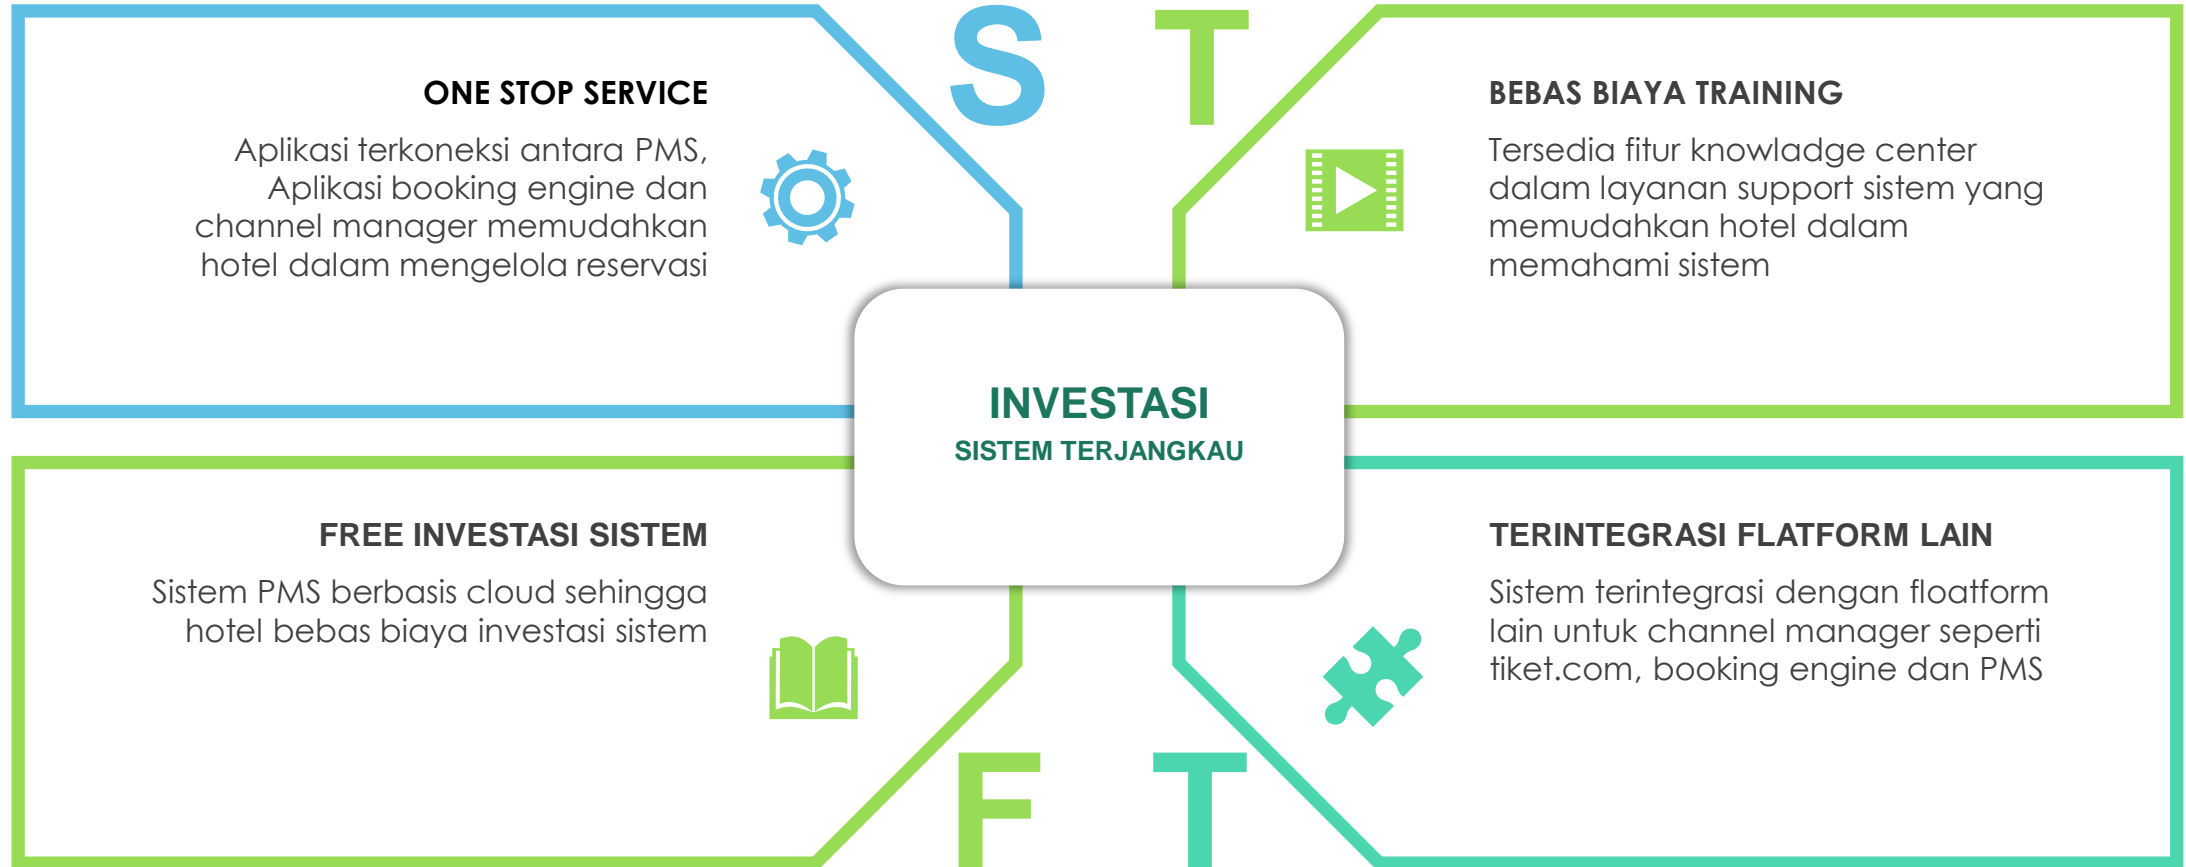 S
T
ONE STOP SERVICE
Aplikasi terkoneksi antara PMS,
Aplikasi booking engine dan
channel manager memudahkan
hotel dalam mengelola reservasi
BEBAS BIAYA TRAINING
Tersedia fitur knowladge center
dalam layanan support sistem yang
memudahkan hotel dalam
memahami sistem
INVESTASI
SISTEM TERJANGKAU
FREE INVESTASI SISTEM
Sistem PMS berbasis cloud sehingga
hotel bebas biaya investasi sistem
TERINTEGRASI FLATFORM LAIN
Sistem terintegrasi dengan floatform
lain untuk channel manager seperti
tiket.com, booking engine dan PMS
F
T